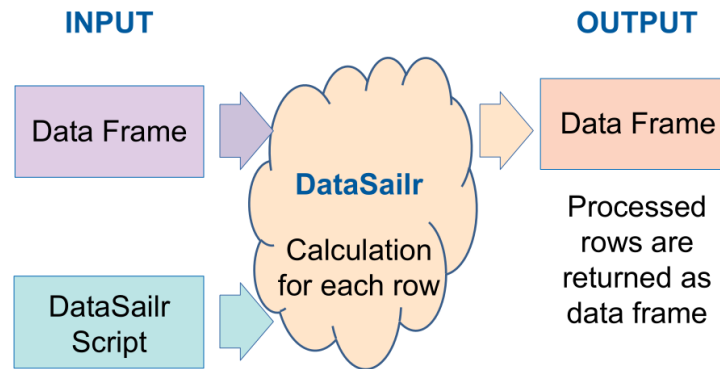 INPUT
OUTPUT
Data Frame
DataSailr
Script
DataSailr
Calculation
for each row
Data Frame
Processed
rows are
returned as
data frame